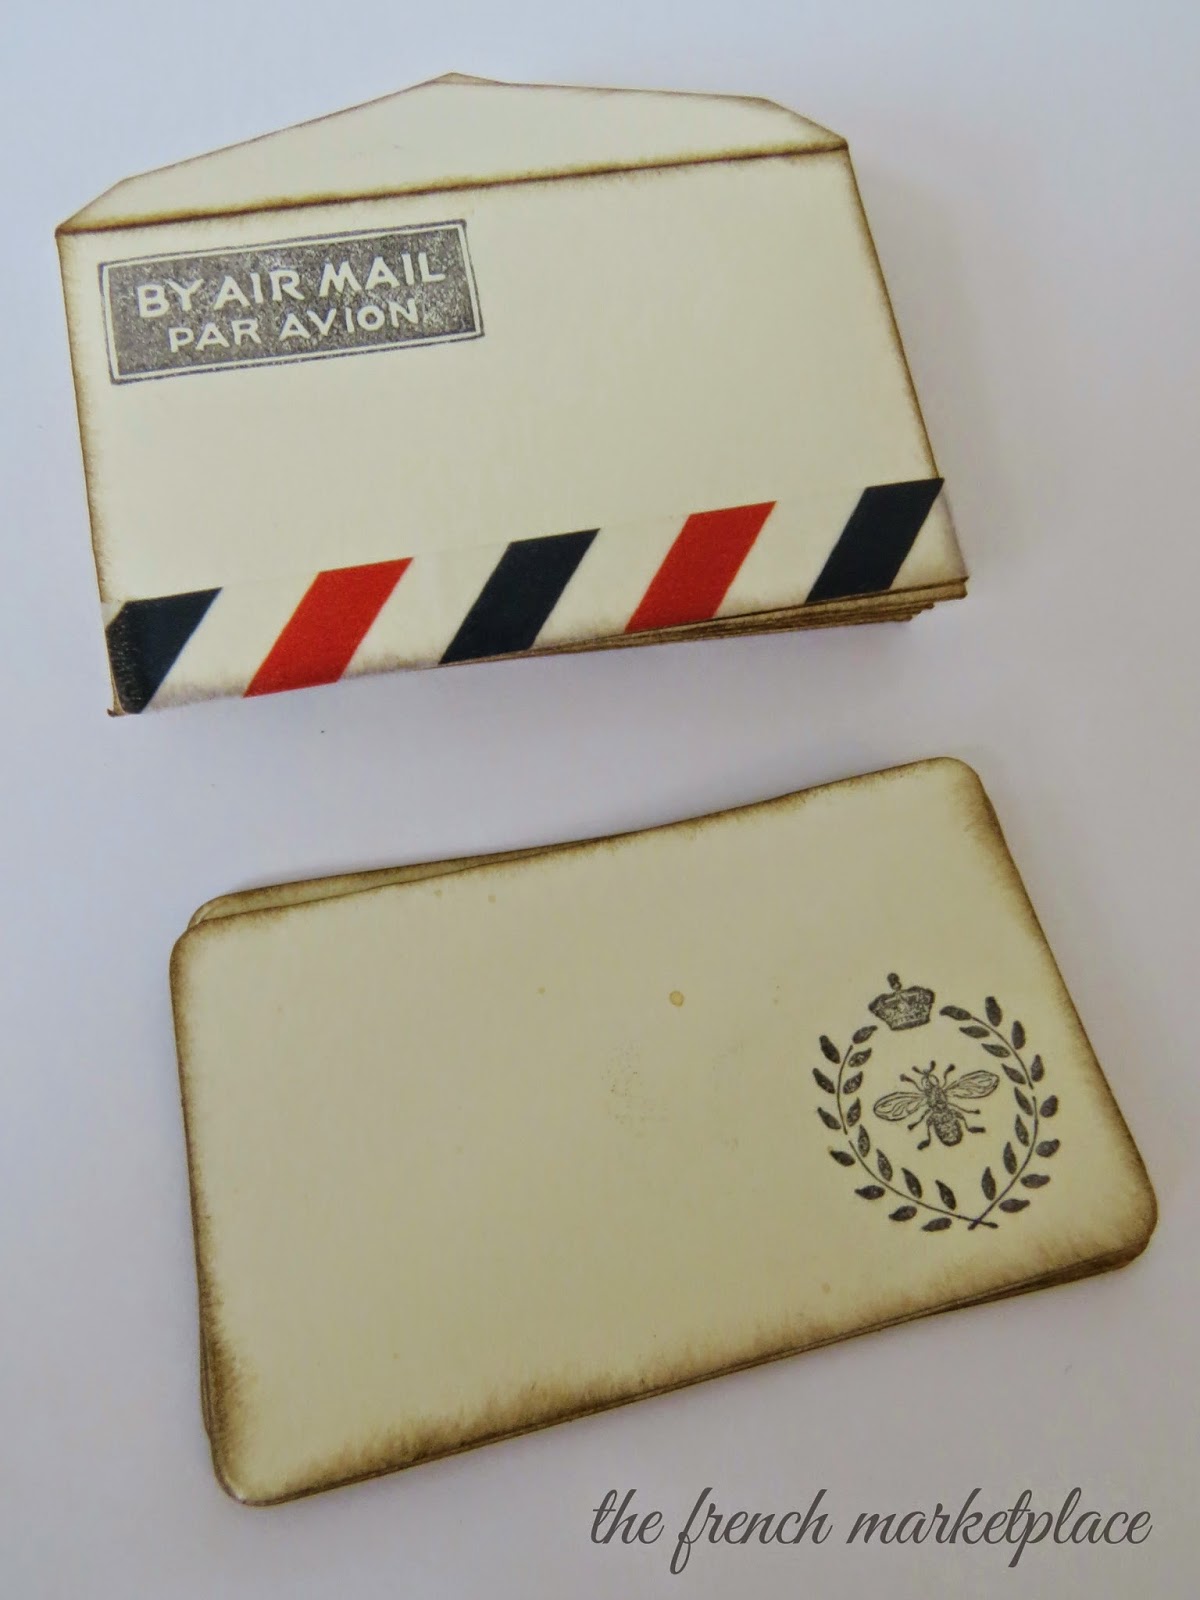 BY AIR MAIL
PAR AVION
the french marketplace